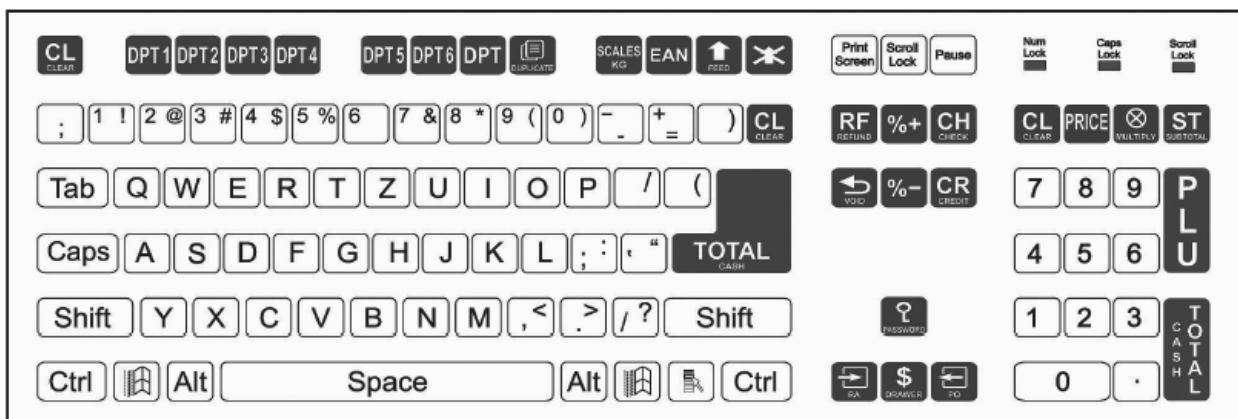 CL DPT1 DPT2 DPT3 DPT4 DPT5 DPT6 DPT SCALES KG EAN Print Screen Scroll Lock Pause Num Lock Caps Lock Scroll Lock
CLEAR DUPLICATE FEED
; 1 ! 2 @ 3 # 4 $ 5 % 6 7 & 8 * 9 ( 0 ) - - + = ) CL RF %+ CH CL PRICE ST
CLEAR REFUND CHECK CLEAR MULTIPLY SUBTOTAL
Tab Q W E R T Z U I O P / ( %- CR 7 8 9 PLU
VOID CREDIT
Caps A S D F G H J K L ; : ‘ “ TOTAL 4 5 6
CASH
Shift Y X C V B N M , < . > / ? Shift 1 2 3 TOTAL
PASSWORD CASH
Ctrl Alt Space Alt Ctrl $ 0 .
RA DRAWER PO